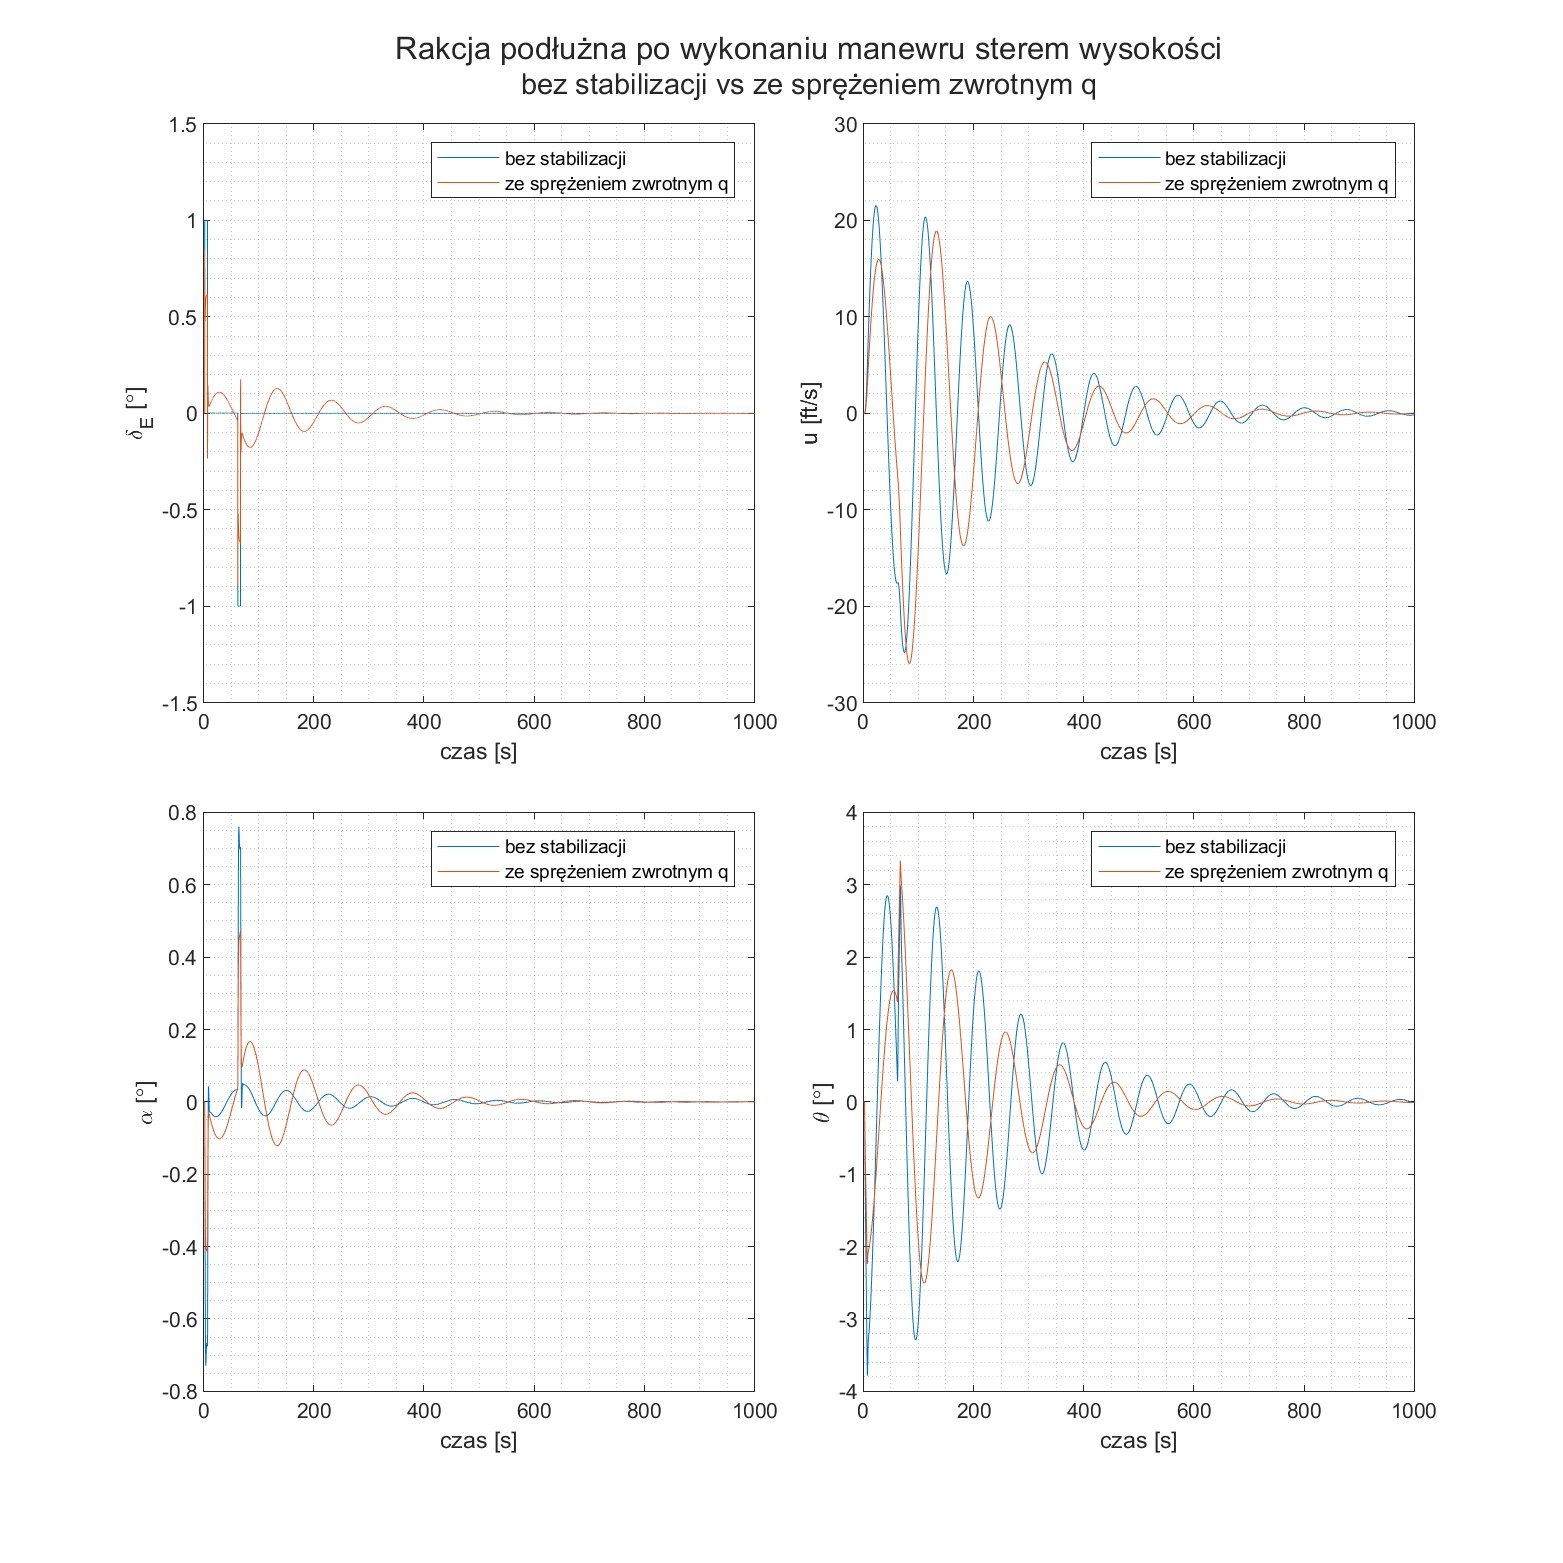 Rakcja podłużna po wykonaniu manewru sterem wysokości
bez stabilizacji vs ze sprężeniem zwrotnym q
1.5
1
0.5
0
-0.5
-1
-1.5
δE [°]
bez stabilizacji
ze sprężeniem zwrotnym q
0 200 400 600 800 1000
czas [s]
30
20
10
0
-10
-20
-30
u [ft/s]
bez stabilizacji
ze sprężeniem zwrotnym q
0 200 400 600 800 1000
czas [s]
0.8
0.6
0.4
0.2
0
-0.2
-0.4
-0.6
-0.8
α [°]
bez stabilizacji
ze sprężeniem zwrotnym q
0 200 400 600 800 1000
czas [s]
4
3
2
1
0
-1
-2
-3
-4
θ [°]
bez stabilizacji
ze sprężeniem zwrotnym q
0 200 400 600 800 1000
czas [s]